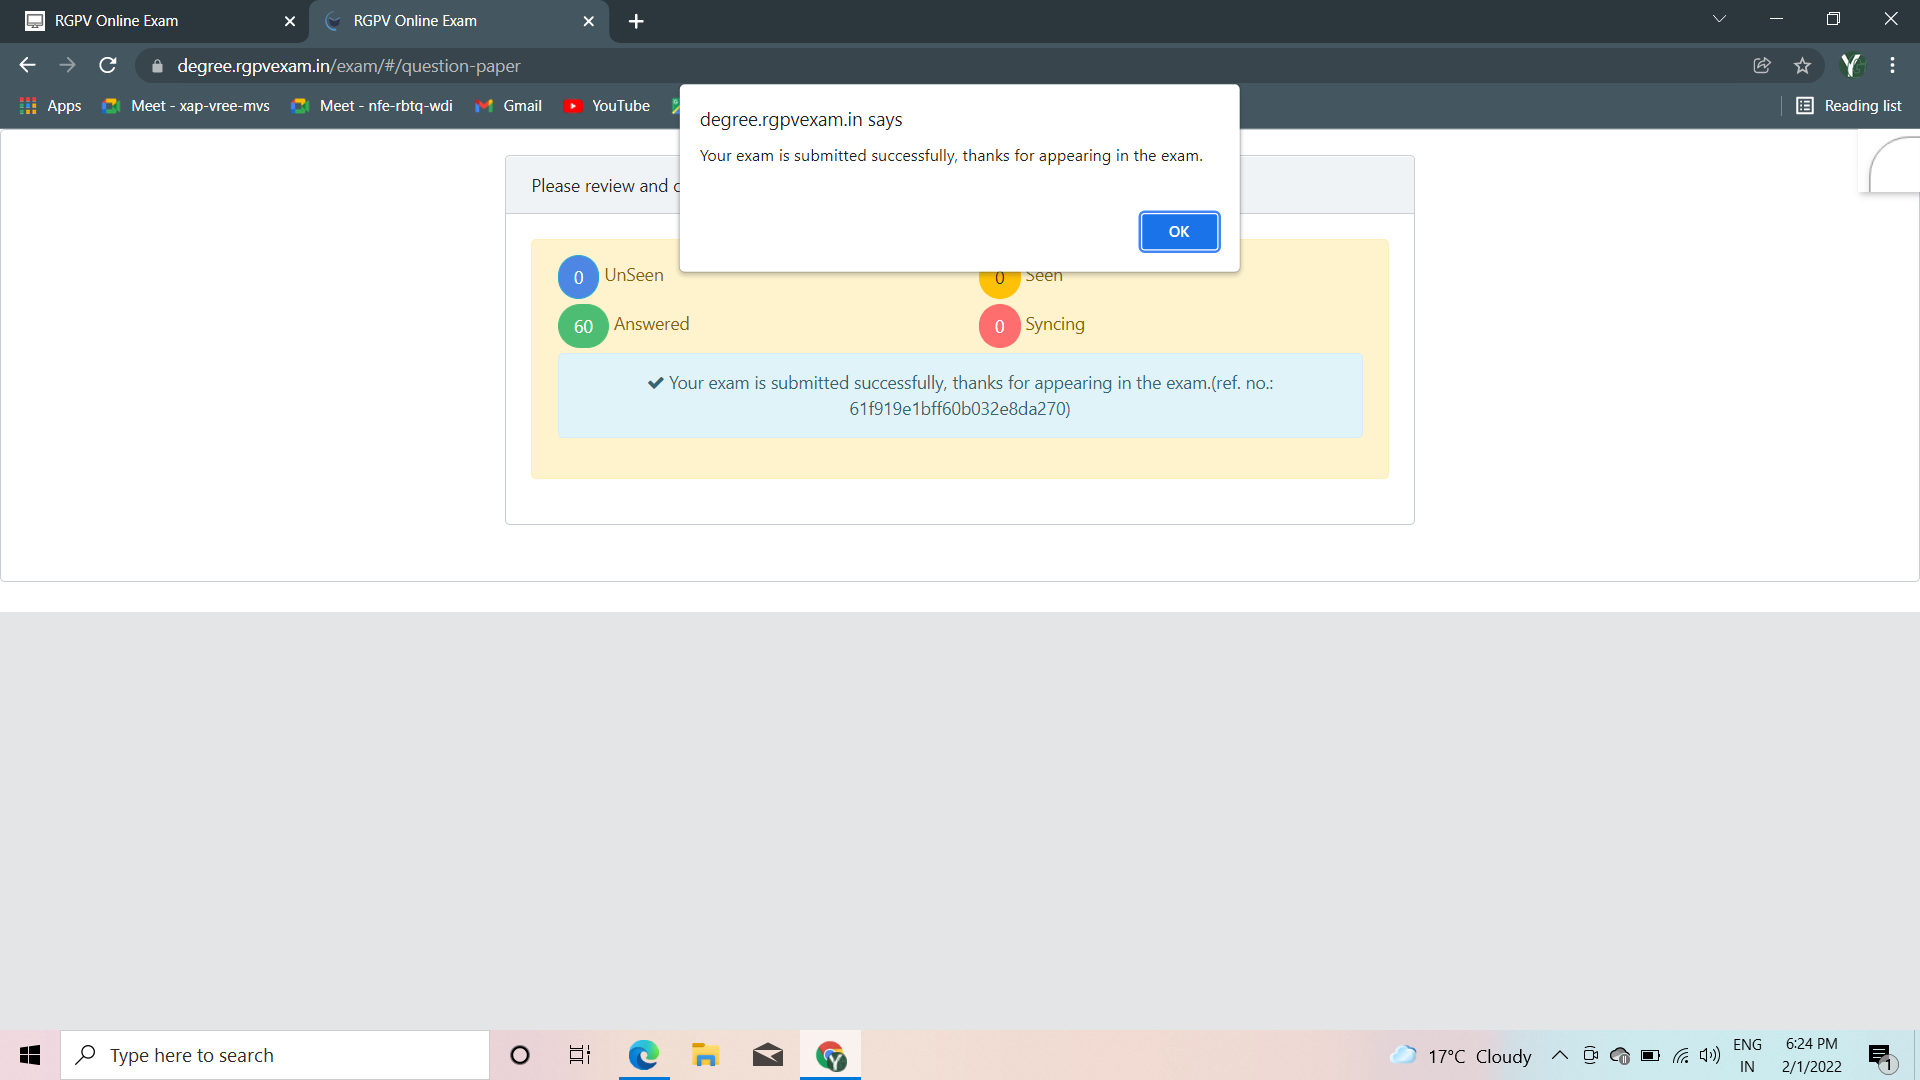 RGPV Online Exam
RGPV Online Exam
degree.rgpvexam.in/exam/#/question-paper
Apps
Meet - xap-vree-mvs
Meet - nfe-rbtq-wdi
Gmail
YouTube
Reading list
degree.rgpvexam.in says
Your exam is submitted successfully, thanks for appearing in the exam.
OK
Please review and
0 UnSeen
0 Seen
60 Answered
0 Syncing
Your exam is submitted successfully, thanks for appearing in the exam.(ref. no.:
61f919e1bff60b032e8da270)
Type here to search
17°C Cloudy
ENG
IN
6:24 PM
2/1/2022
1